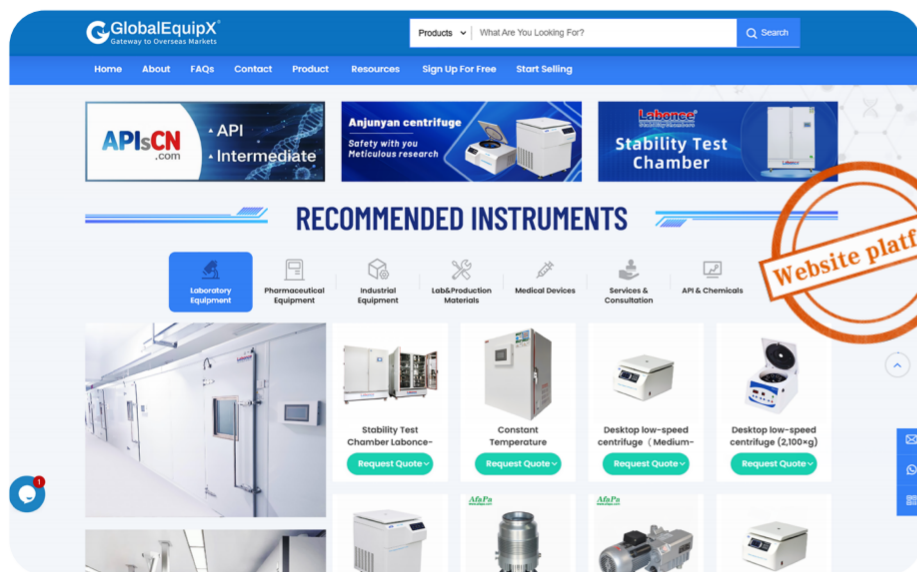 GlobalEquipX®
Gateway to Overseas Markets
Products
What Are You Looking For?
Search
Home About FAQs Contact Product Resources Sign Up For Free Start Selling
APIsCN
.com
API
Intermediate
Anjunyan centrifuge
Safety with you
Meticulous research
Labonce®
Stability Test
Chamber
RECOMMENDED INSTRUMENTS
Laboratory
Equipment
Pharmaceutical
Equipment
Industrial
Equipment
Lab&Production
Materials
Medical Devices
Services &
Consultation
API & Chemicals
Website platf
Stability Test
Chamber Labonce-
Request Quote
Constant
Temperature
Request Quote
Desktop low-speed
centrifuge（Medium-
Request Quote
Desktop low-speed
centrifuge (2,100×g)
Request Quote
1
AfaPa
AfaPa